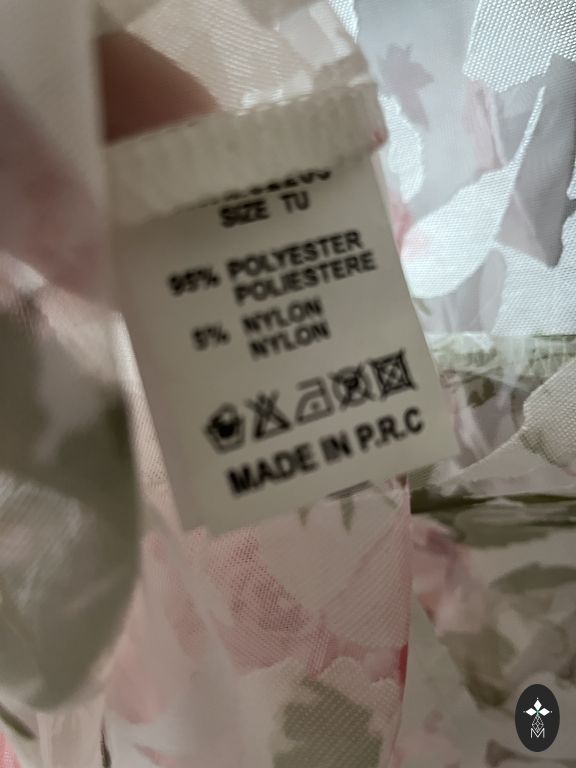 SIZE TU
95% POLYESTER
POLIESTERE
5% NYLON
NYLON
MADE IN P.R.C